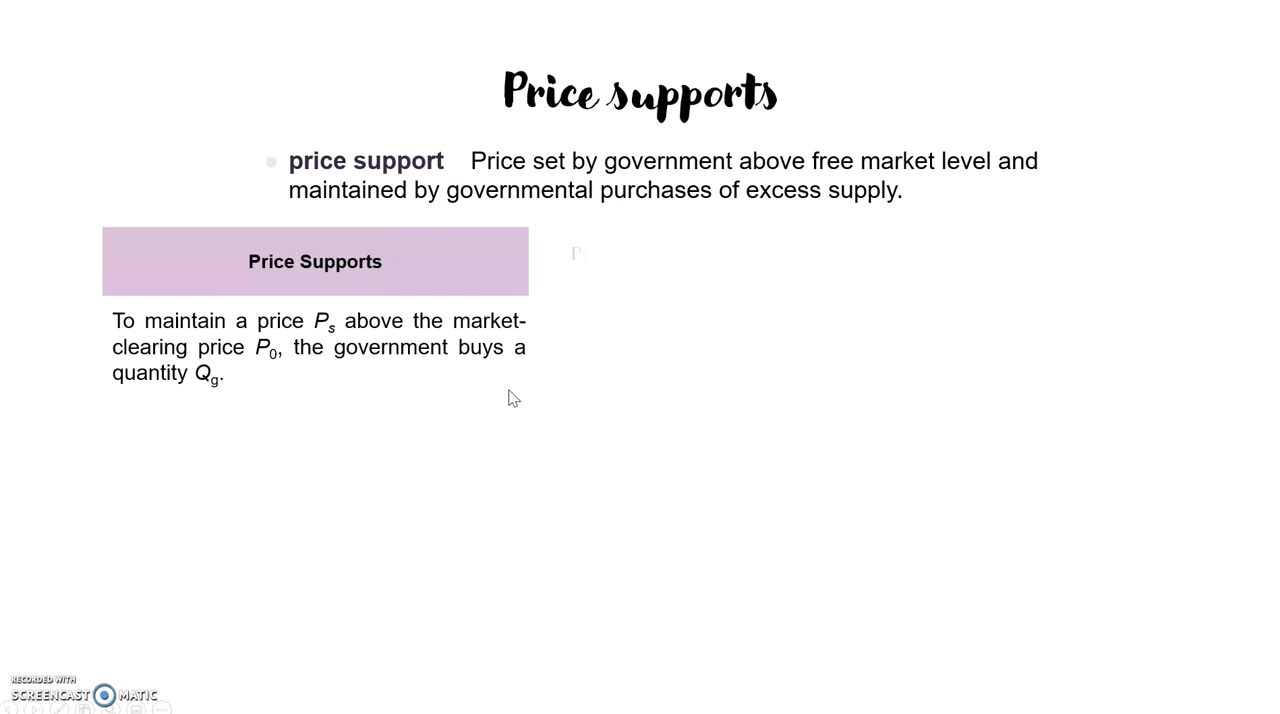 Price supports
price support Price set by government above free market level and
maintained by governmental purchases of excess supply.
Price Supports
To maintain a price Ps above the market-
clearing price P0, the government buys a
quantity Qg.
P
RECORDED WITH
SCREENCAST MATIC